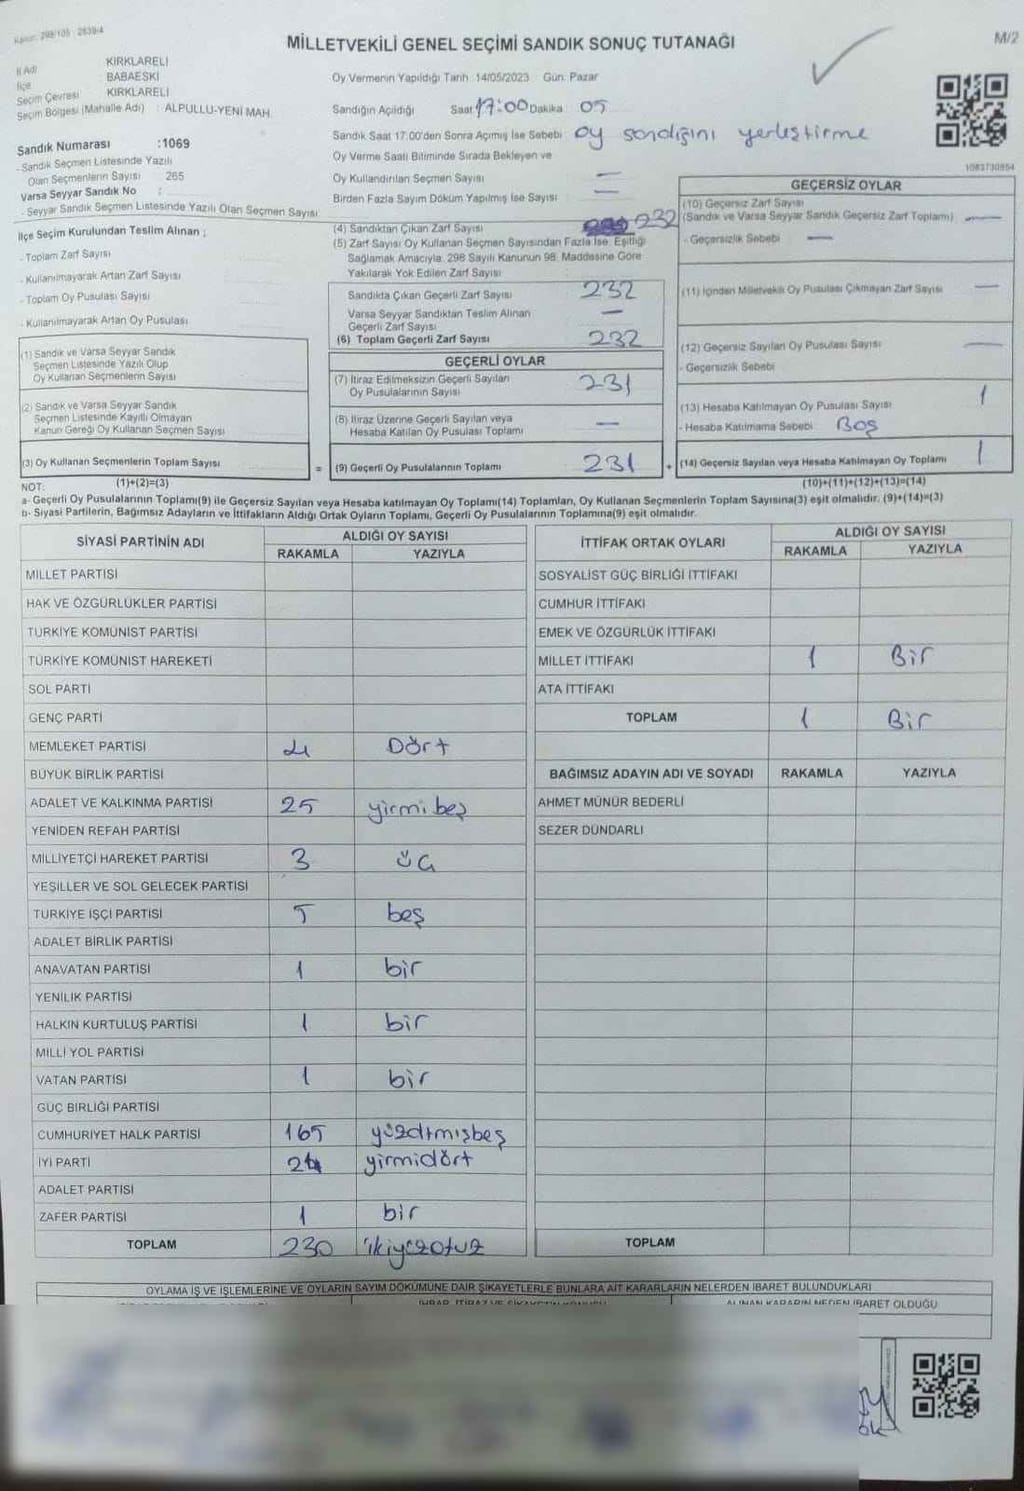 Kanun: 298/105 2839/4
MİLLETVEKİLİ GENEL SEÇİMİ SANDIK SONUÇ TUTANAĞI
M/2
İl Adı KIRKLARELİ
İlçe BABAESKİ
Seçim Çevresi KIRKLARELİ
Seçim Bölgesi (Mahalle Adı) : ALPULLU-YENİ MAH.
Oy Vermenin Yapıldığı Tarih: 14/05/2023 Gün: Pazar
Sandığın Açıldığı Saat 17:00 Dakika 05
Sandık Saat 17.00'den Sonra Açımış İse Sebebi oy sandığını yerleştirme
Oy Verme Saati Bitiminde Sırada Bekleyen ve
Oy Kullandırılan Seçmen Sayısı —
Birden Fazla Sayım Döküm Yapılmış İse Sayısı —
1083730954
Sandık Numarası :1069
- Sandık Seçmen Listesinde Yazılı
Olan Seçmenlerin Sayısı 265
Varsa Seyyar Sandık No :
- Seyyar Sandık Seçmen Listesinde Yazılı Olan Seçmen Sayısı
İlçe Seçim Kurulundan Teslim Alınan ;
- Toplam Zarf Sayısı
- Kullanılmayarak Artan Zarf Sayısı
- Toplam Oy Pusulası Sayısı
- Kullanılmayarak Artan Oy Pusulası
(1) Sandık ve Varsa Seyyar Sandık
Seçmen Listesinde Yazılı Olup
Oy Kullanan Seçmenlerin Sayısı
(2) Sandık ve Varsa Seyyar Sandık
Seçmen Listesinde Kayıtlı Olmayan
Kanun Gereği Oy Kullanan Seçmen Sayısı
(3) Oy Kullanan Seçmenlerin Toplam Sayısı
(4) Sandıktan Çıkan Zarf Sayısı 232
(5) Zarf Sayısı Oy Kullanan Seçmen Sayısından Fazla İse, Eşitliği
Sağlamak Amacıyla, 298 Sayılı Kanunun 98. Maddesine Göre
Yakılarak Yok Edilen Zarf Sayısı
Sandıkta Çıkan Geçerli Zarf Sayısı 232
Varsa Seyyar Sandıktan Teslim Alınan
Geçerli Zarf Sayısı —
(6) Toplam Geçerli Zarf Sayısı 232
GEÇERLİ OYLAR
(7) İtiraz Edilmeksizin Geçerli Sayılan
Oy Pusulalarının Sayısı 231
(8) İtiraz Üzerine Geçerli Sayılan veya
Hesaba Katılan Oy Pusulası Toplamı —
= (9) Geçerli Oy Pusulalarının Toplamı 231
GEÇERSİZ OYLAR
(10) Geçersiz Zarf Sayısı
(Sandık ve Varsa Seyyar Sandık Geçersiz Zarf Toplamı) —
- Geçersizlik Sebebi —
(11) İçinden Milletvekili Oy Pusulası Çıkmayan Zarf Sayısı —
(12) Geçersiz Sayılan Oy Pusulası Sayısı —
- Geçersizlik Sebebi
(13) Hesaba Katılmayan Oy Pusulası Sayısı 1
- Hesaba Katılmama Sebebi Boş
+ (14) Geçersiz Sayılan veya Hesaba Katılmayan Oy Toplamı 1
NOT: (1)+(2)=(3) (10)+(11)+(12)+(13)=(14)
a- Geçerli Oy Pusulalarının Toplamı(9) ile Geçersiz Sayılan veya Hesaba katılmayan Oy Toplamı(14) Toplamları, Oy Kullanan Seçmenlerin Toplam Sayısına(3) eşit olmalıdır. (9)+(14)=(3)
b- Siyasi Partilerin, Bağımsız Adayların ve İttifakların Aldığı Ortak Oyların Toplamı, Geçerli Oy Pusulalarının Toplamına(9) eşit olmalıdır.
SİYASİ PARTİNİN ADI ALDIĞI OY SAYISI
RAKAMLA YAZIYLA
MİLLET PARTİSİ
HAK VE ÖZGÜRLÜKLER PARTİSİ
TÜRKİYE KOMÜNİST PARTİSİ
TÜRKİYE KOMÜNİST HAREKETİ
SOL PARTİ
GENÇ PARTİ
MEMLEKET PARTİSİ 4 Dört
BÜYÜK BİRLİK PARTİSİ
ADALET VE KALKINMA PARTİSİ 25 yirmi beş
YENİDEN REFAH PARTİSİ
MİLLİYETÇİ HAREKET PARTİSİ 3 üç
YEŞİLLER VE SOL GELECEK PARTİSİ
TÜRKİYE İŞÇİ PARTİSİ 5 beş
ADALET BİRLİK PARTİSİ
ANAVATAN PARTİSİ 1 bir
YENİLİK PARTİSİ
HALKIN KURTULUŞ PARTİSİ 1 bir
MİLLİ YOL PARTİSİ
VATAN PARTİSİ 1 bir
GÜÇ BİRLİĞİ PARTİSİ
CUMHURİYET HALK PARTİSİ 165 yüzatmışbeş
İYİ PARTİ 24 yirmidört
ADALET PARTİSİ
ZAFER PARTİSİ 1 bir
TOPLAM 230 ikiyüzotuz
İTTİFAK ORTAK OYLARI ALDIĞI OY SAYISI
RAKAMLA YAZIYLA
SOSYALİST GÜÇ BİRLİĞİ İTTİFAKI
CUMHUR İTTİFAKI
EMEK VE ÖZGÜRLÜK İTTİFAKI
MİLLET İTTİFAKI 1 Bir
ATA İTTİFAKI
TOPLAM 1 Bir
BAĞIMSIZ ADAYIN ADI VE SOYADI RAKAMLA YAZIYLA
AHMET MÜNÜR BEDERLİ
SEZER DÜNDARLI
TOPLAM
OYLAMA İŞ VE İŞLEMLERİNE VE OYLARIN SAYIM DÖKÜMÜNE DAİR ŞİKAYETLERLE BUNLARA AİT KARARLARIN NELERDEN İBARET BULUNDUKLARI
ALINAN KARARIN NEDEN İBARET OLDUĞU